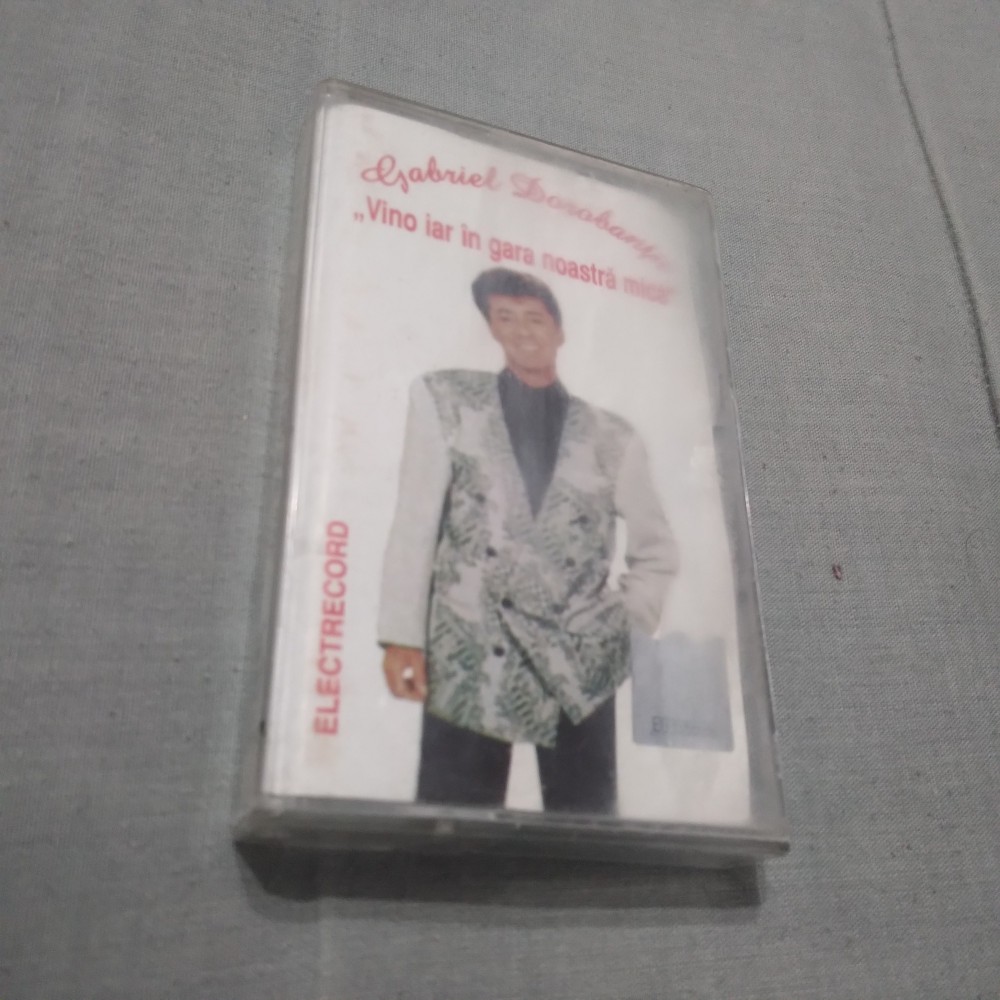 Gabriel Dorobanțu
„Vino iar în gara noastră mică”
ELECTRECORD